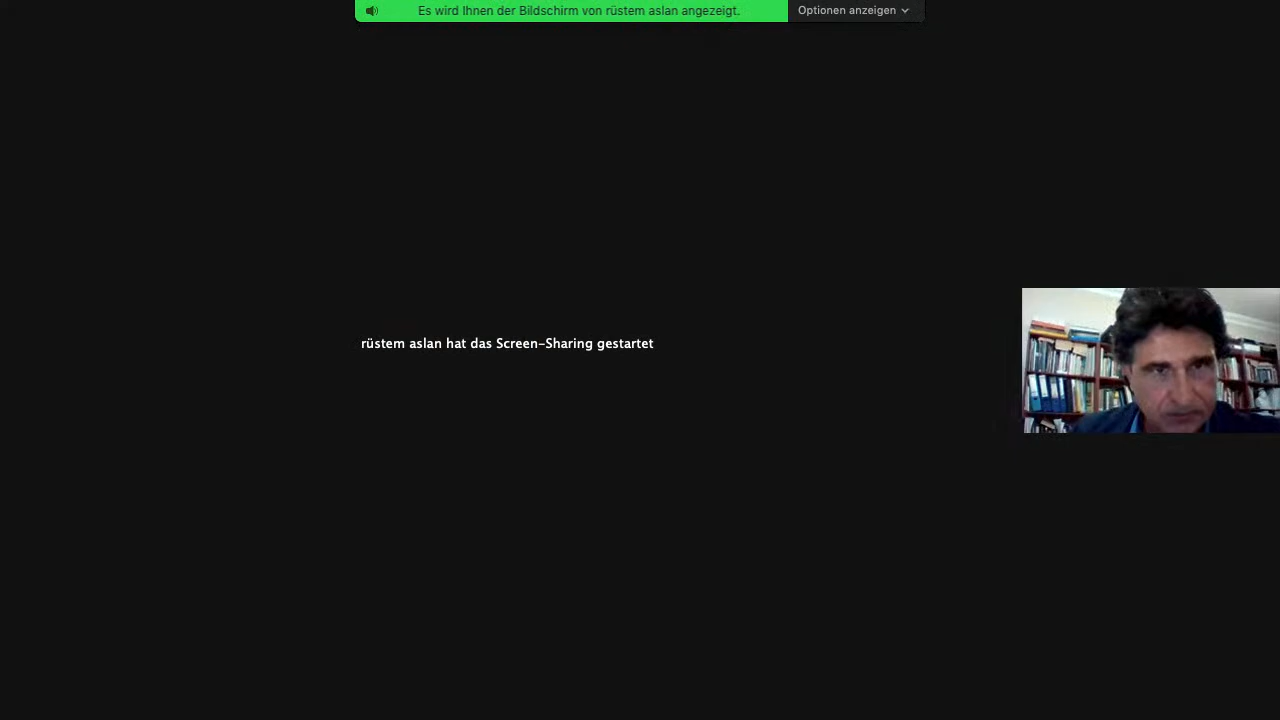 Es wird Ihnen der Bildschirm von rüstem aslan angezeigt.
Optionen anzeigen
rüstem aslan hat das Screen-Sharing gestartet